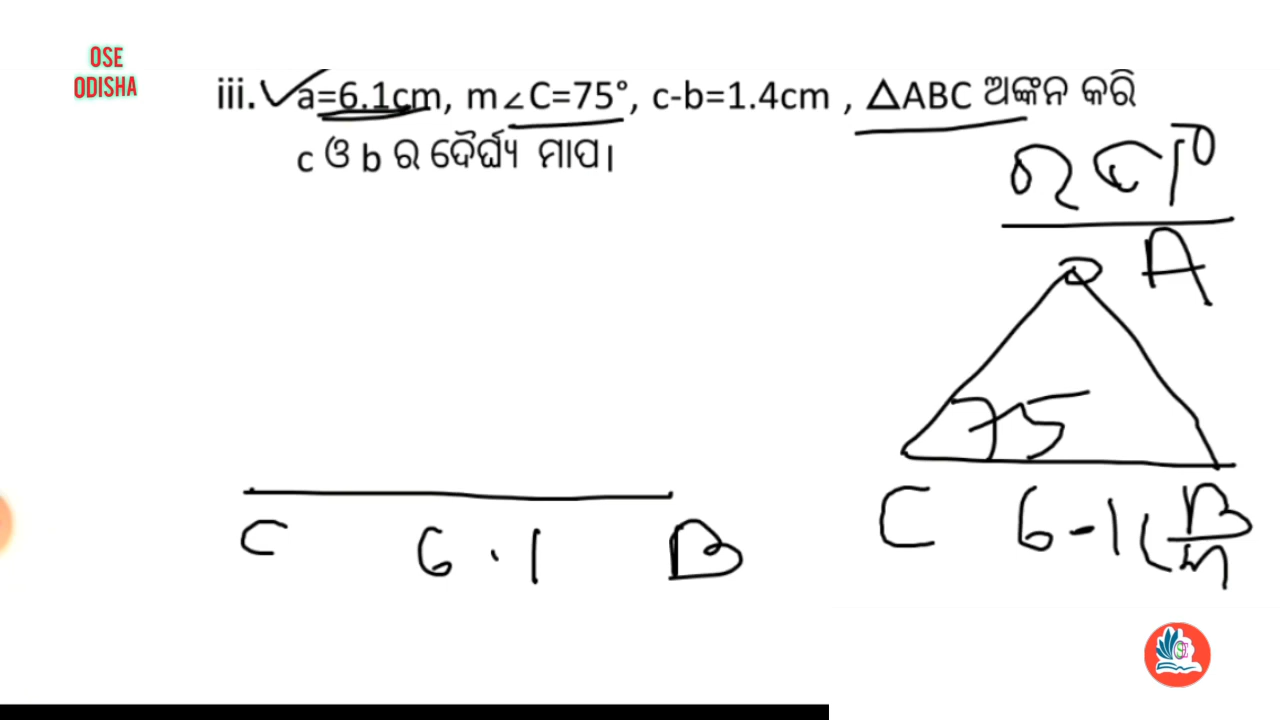 OSE
ODISHA
iii. a=6.1cm, m∠C=75°, c-b=1.4cm , △ABC ଅଙ୍କନ କରି
c ଓ b ର ଦୈର୍ଘ୍ୟ ମାପ।
A
75
C 6-1 B
C 6.1 B